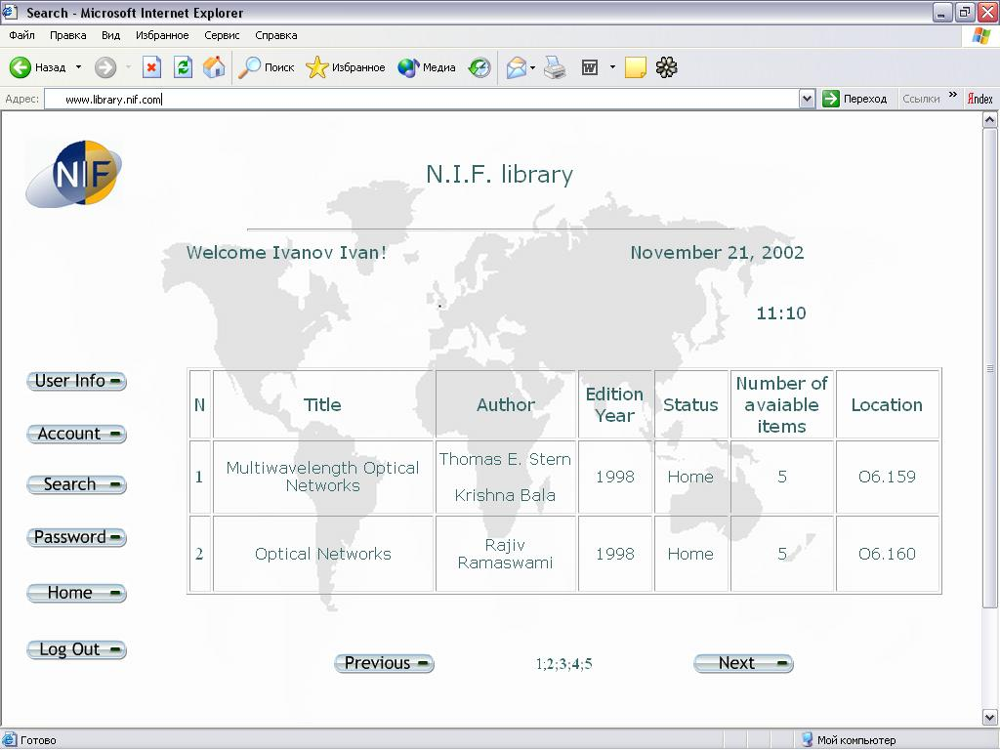 Search - Microsoft Internet Explorer
Файл Правка Вид Избранное Сервис Справка
Назад Поиск Избранное Медиа W
Адрес: www.library.nif.com Переход Ссылки » Яndex
NIF
N.I.F. library
Welcome Ivanov Ivan! November 21, 2002
11:10
User Info
Account
Search
Password
Home
Log Out
N Title Author Edition Year Status Number of avaiable items Location
1 Multiwavelength Optical Networks Thomas E. Stern Krishna Bala 1998 Home 5 O6.159
2 Optical Networks Rajiv Ramaswami 1998 Home 5 O6.160
Previous 1;2;3;4;5 Next
Готово Мой компьютер